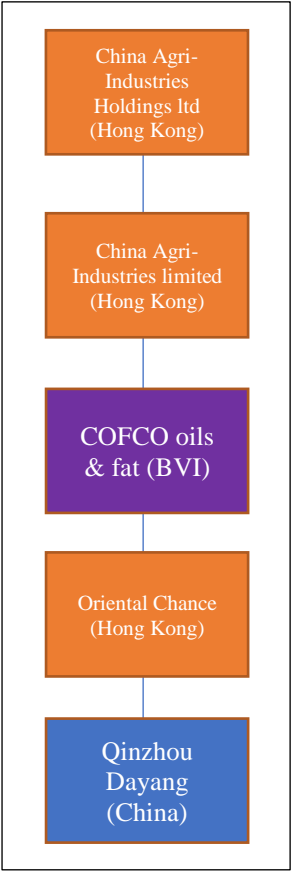 China Agri-
Industries
Holdings ltd
(Hong Kong)
China Agri-
Industries limited
(Hong Kong)
COFCO oils
& fat (BVI)
Oriental Chance
(Hong Kong)
Qinzhou
Dayang
(China)